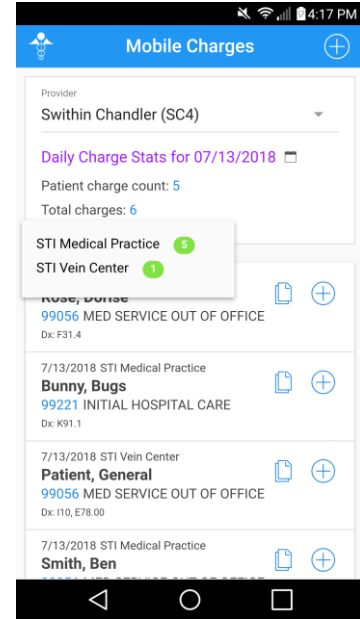 4:17 PM
Mobile Charges
Provider
Swithin Chandler (SC4)
Daily Charge Stats for 07/13/2018
Patient charge count: 5
Total charges: 6
STI Medical Practice 5
STI Vein Center 1
Rose, Dorise
99056 MED SERVICE OUT OF OFFICE
Dx: F31.4
7/13/2018 STI Medical Practice
Bunny, Bugs
99221 INITIAL HOSPITAL CARE
Dx: K91.1
7/13/2018 STI Vein Center
Patient, General
99056 MED SERVICE OUT OF OFFICE
Dx: I10, E78.00
7/13/2018 STI Medical Practice
Smith, Ben